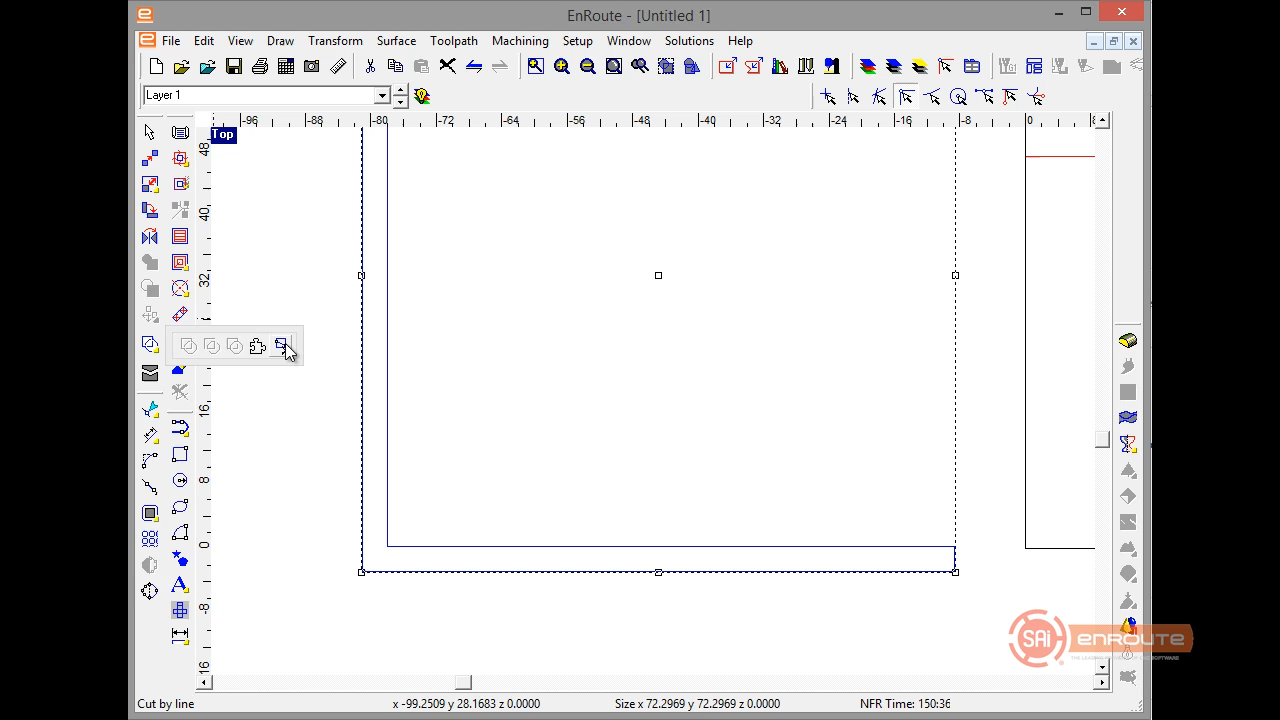 EnRoute - [Untitled 1]
File Edit View Draw Transform Surface Toolpath Machining Setup Window Solutions Help
Layer 1
-96 -88 -80 -72 -64 -56 -48 -40 -32 -24 -16 -8 0
Top
48
40
32
16
8
0
-8
16
SAi ENROUTE
Cut by line x -99.2509 y 28.1683 z 0.0000 Size x 72.2969 y 72.2969 z 0.0000 NFR Time: 150:36